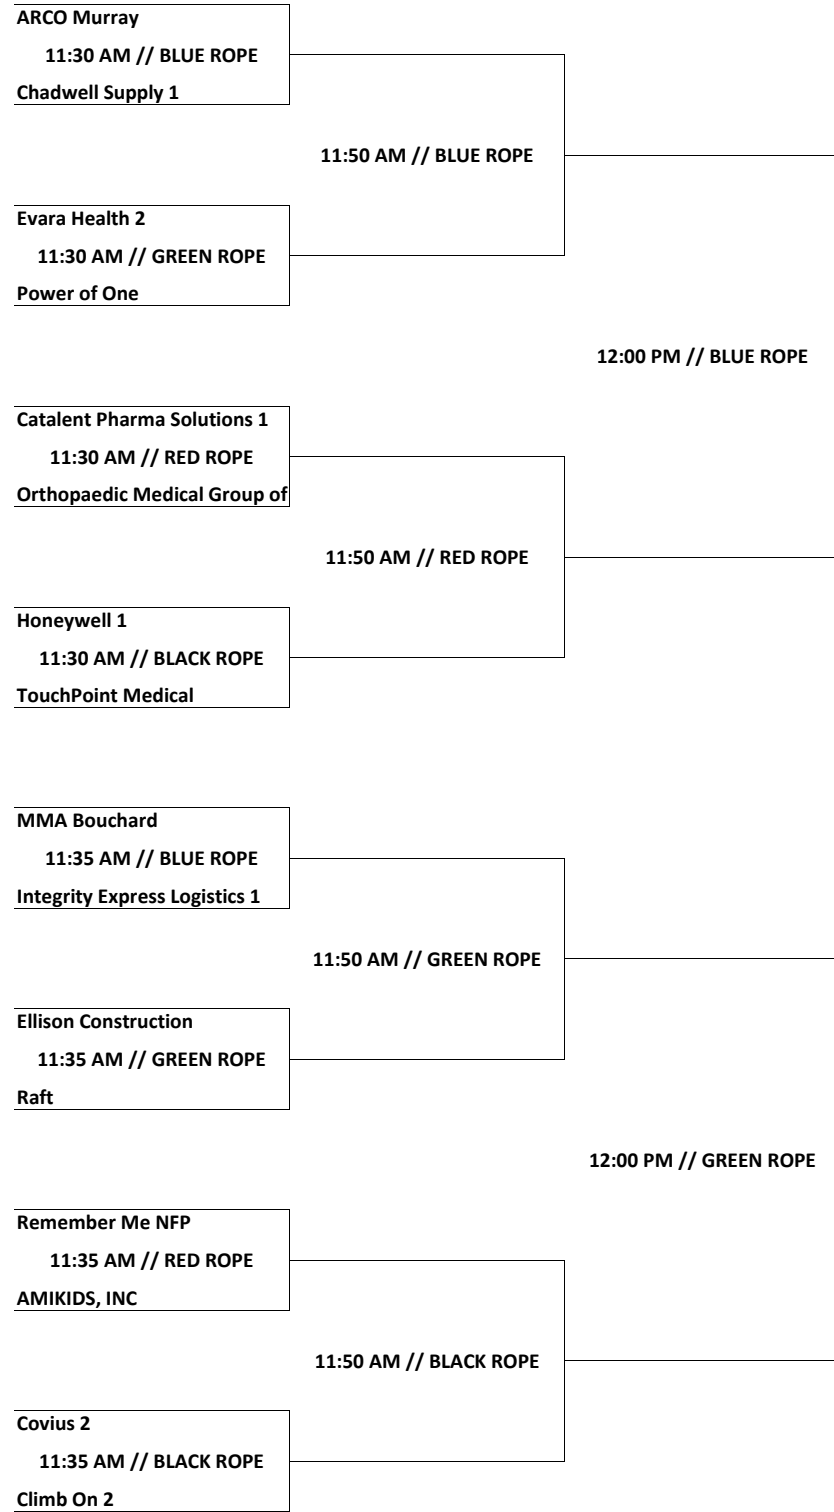 ARCO Murray
11:30 AM // BLUE ROPE
Chadwell Supply 1
11:50 AM // BLUE ROPE
Evara Health 2
11:30 AM // GREEN ROPE
Power of One
12:00 PM // BLUE ROPE
Catalent Pharma Solutions 1
11:30 AM // RED ROPE
Orthopaedic Medical Group of
11:50 AM // RED ROPE
Honeywell 1
11:30 AM // BLACK ROPE
TouchPoint Medical
MMA Bouchard
11:35 AM // BLUE ROPE
Integrity Express Logistics 1
11:50 AM // GREEN ROPE
Ellison Construction
11:35 AM // GREEN ROPE
Raft
12:00 PM // GREEN ROPE
Remember Me NFP
11:35 AM // RED ROPE
AMIKIDS, INC
11:50 AM // BLACK ROPE
Covius 2
11:35 AM // BLACK ROPE
Climb On 2